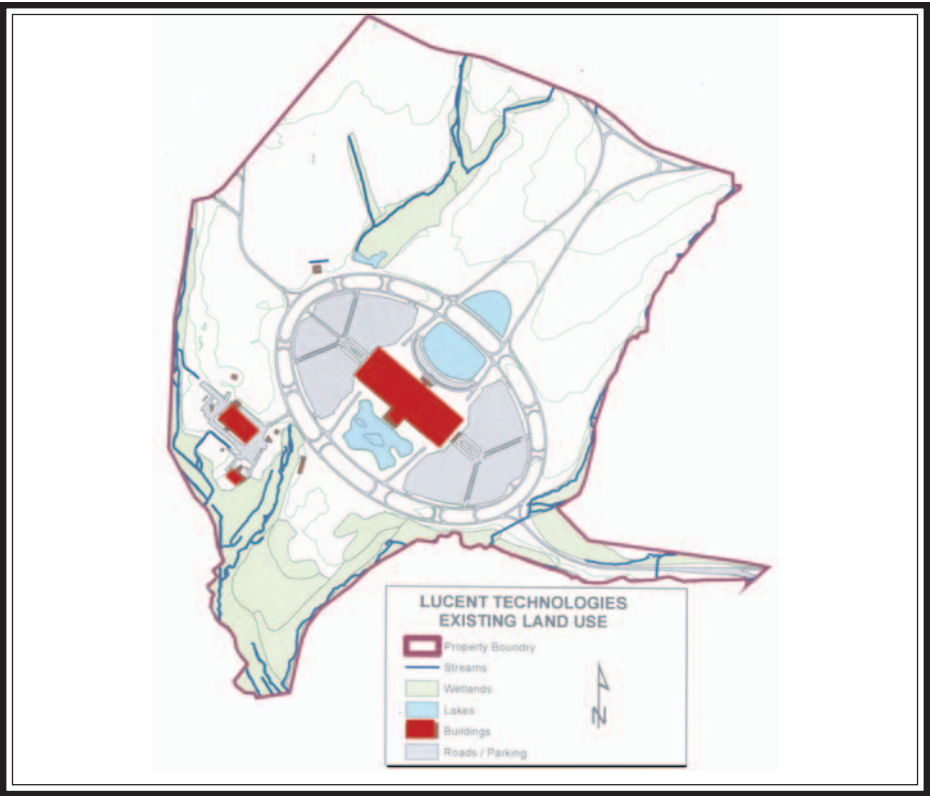 LUCENT TECHNOLOGIES
EXISTING LAND USE
Property Boundry
Streams
Wetlands
Lakes
Buildings
Roads / Parking
N